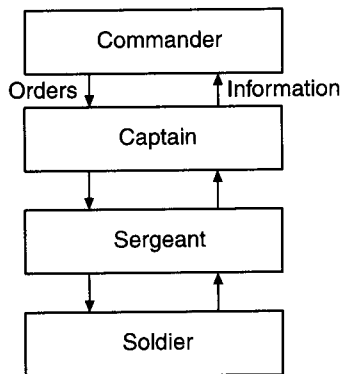 Commander
Orders
Information
Captain
Sergeant
Soldier